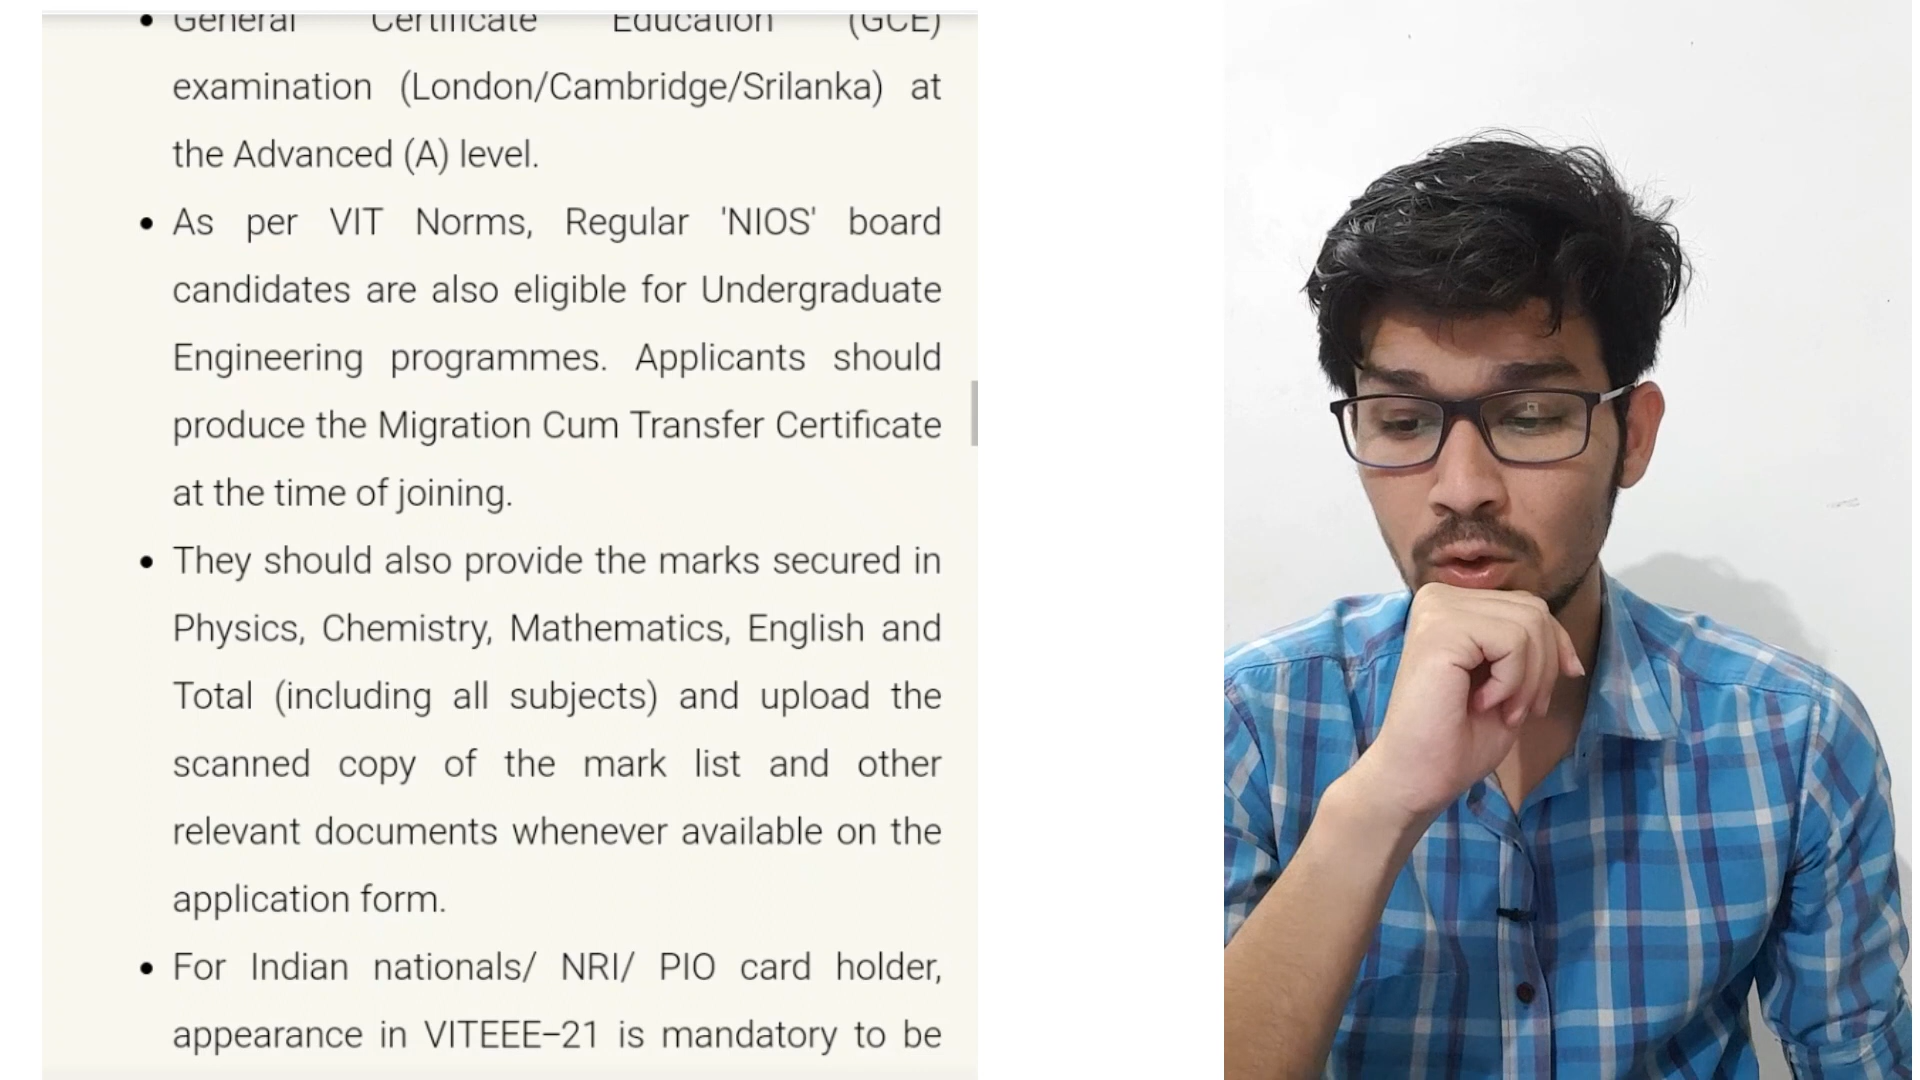 General Certificate Education (GCE)
examination (London/Cambridge/Srilanka) at
the Advanced (A) level.
As per VIT Norms, Regular 'NIOS' board
candidates are also eligible for Undergraduate
Engineering programmes. Applicants should
produce the Migration Cum Transfer Certificate
at the time of joining.
They should also provide the marks secured in
Physics, Chemistry, Mathematics, English and
Total (including all subjects) and upload the
scanned copy of the mark list and other
relevant documents whenever available on the
application form.
For Indian nationals/ NRI/ PIO card holder,
appearance in VITEEE–21 is mandatory to be